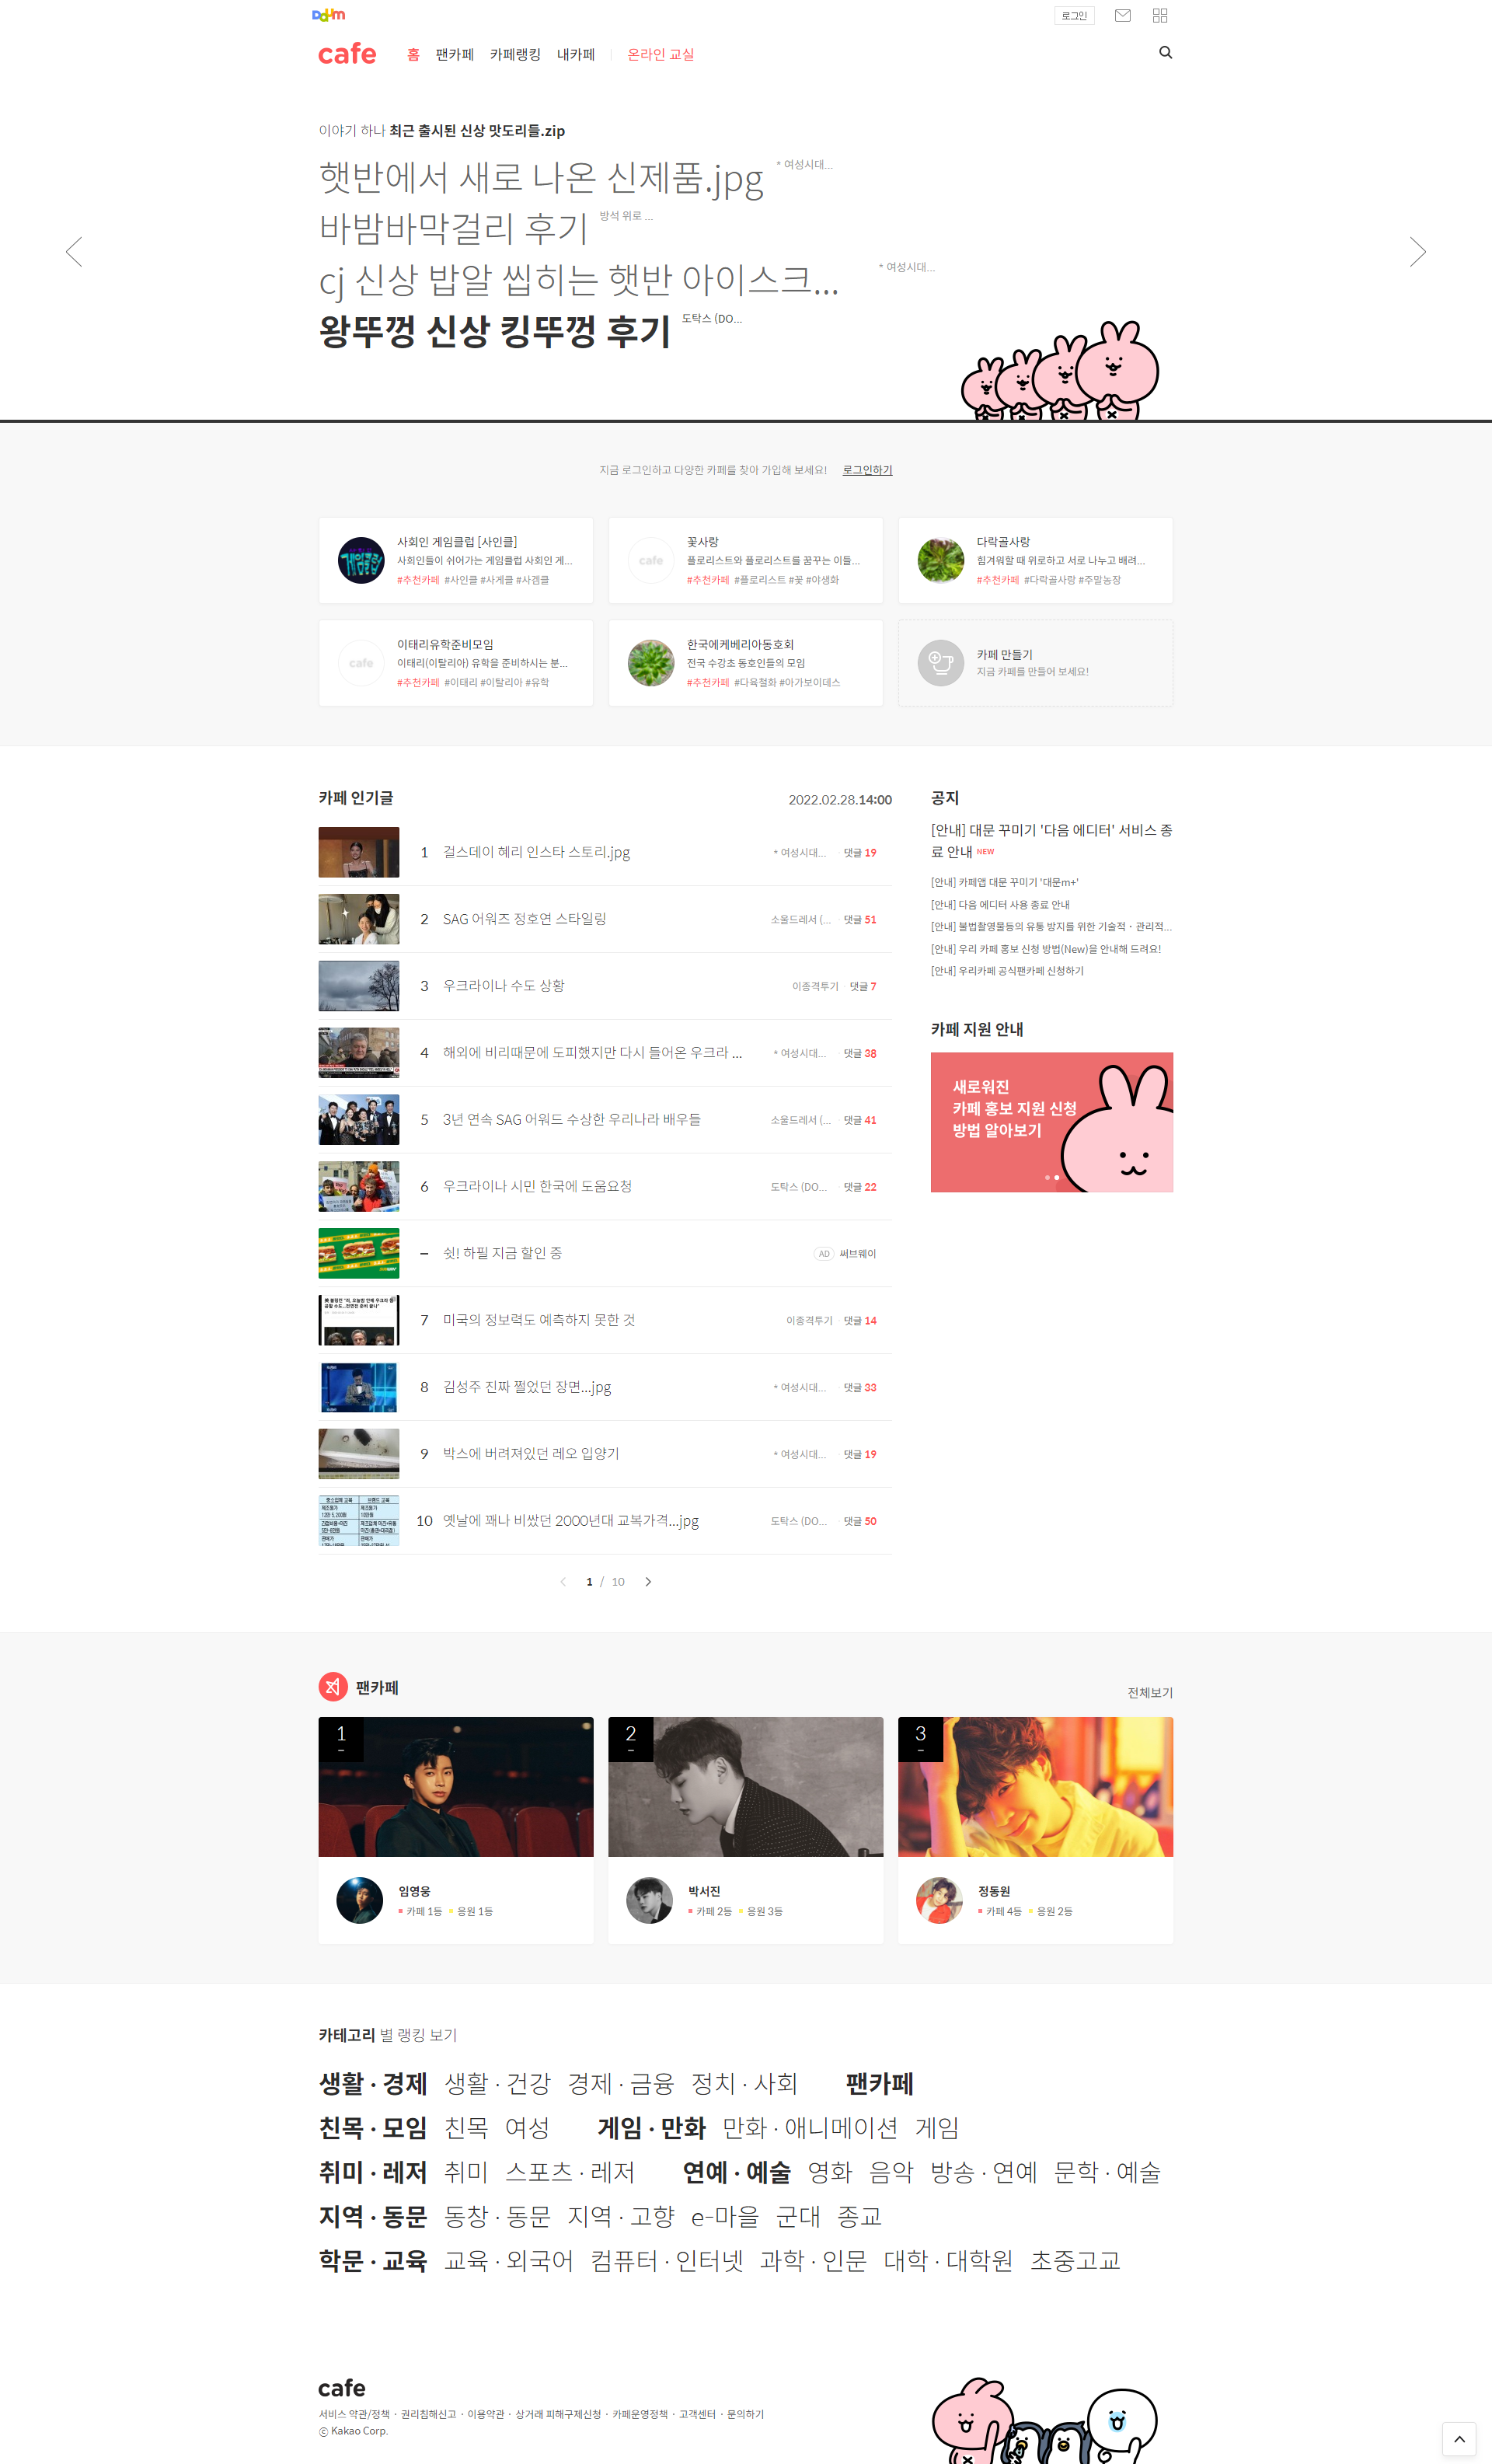 Daum
로그인
cafe
홈 팬카페 카페랭킹 내카페 온라인 교실
이야기 하나 최근 출시된 신상 맛도리들.zip
햇반에서 새로 나온 신제품.jpg * 여성시대...
바밤바막걸리 후기 방석 위로 ...
cj 신상 밥알 씹히는 햇반 아이스크... * 여성시대...
왕뚜껑 신상 킹뚜껑 후기 도탁스 (DO...
지금 로그인하고 다양한 카페를 찾아 가입해 보세요! 로그인하기
게임클럽
사회인 게임클럽 [사인클]
사회인들이 쉬어가는 게임클럽 사회인 게...
#추천카페 #사인클 #사게클 #사겜클
cafe
꽃사랑
플로리스트와 플로리스트를 꿈꾸는 이들...
#추천카페 #플로리스트 #꽃 #야생화
다락골사랑
힘겨워할 때 위로하고 서로 나누고 배려...
#추천카페 #다락골사랑 #주말농장
cafe
이태리유학준비모임
이태리(이탈리아) 유학을 준비하시는 분...
#추천카페 #이태리 #이탈리아 #유학
한국에케베리아동호회
전국 수강초 동호인들의 모임
#추천카페 #다육철화 #아가보이데스
카페 만들기
지금 카페를 만들어 보세요!
카페 인기글 2022.02.28.14:00
1 걸스데이 혜리 인스타 스토리.jpg * 여성시대... 댓글 19
2 SAG 어워즈 정호연 스타일링 소울드레서 (... 댓글 51
3 우크라이나 수도 상황 이종격투기 댓글 7
4 해외에 비리때문에 도피했지만 다시 들어온 우크라 ... * 여성시대... 댓글 38
5 3년 연속 SAG 어워드 수상한 우리나라 배우들 소울드레서 (... 댓글 41
6 우크라이나 시민 한국에 도움요청 도탁스 (DO... 댓글 22
쉿! 하필 지금 할인 중 AD 써브웨이
7 미국의 정보력도 예측하지 못한 것 이종격투기 댓글 14
8 김성주 진짜 쩔었던 장면...jpg * 여성시대... 댓글 33
9 박스에 버려져있던 레오 입양기 * 여성시대... 댓글 19
10 옛날에 꽤나 비쌌던 2000년대 교복가격...jpg 도탁스 (DO... 댓글 50
1 / 10
공지
[안내] 대문 꾸미기 '다음 에디터' 서비스 종
료 안내 NEW
[안내] 카페앱 대문 꾸미기 '대문m+'
[안내] 다음 에디터 사용 종료 안내
[안내] 불법촬영물등의 유통 방지를 위한 기술적・관리적...
[안내] 우리 카페 홍보 신청 방법(New)을 안내해 드려요!
[안내] 우리카페 공식팬카페 신청하기
카페 지원 안내
새로워진
카페 홍보 지원 신청
방법 알아보기
팬카페 전체보기
1
임영웅
카페 1등 응원 1등
2
박서진
카페 2등 응원 3등
3
정동원
카페 4등 응원 2등
카테고리 별 랭킹 보기
생활 · 경제 생활 · 건강 경제 · 금융 정치 · 사회 팬카페
친목 · 모임 친목 여성 게임 · 만화 만화 · 애니메이션 게임
취미 · 레저 취미 스포츠 · 레저 연예 · 예술 영화 음악 방송 · 연예 문학 · 예술
지역 · 동문 동창 · 동문 지역 · 고향 e-마을 군대 종교
학문 · 교육 교육 · 외국어 컴퓨터 · 인터넷 과학 · 인문 대학 · 대학원 초중고교
cafe
서비스 약관/정책 · 권리침해신고 · 이용약관 · 상거래 피해구제신청 · 카페운영정책 · 고객센터 · 문의하기
ⓒ Kakao Corp.